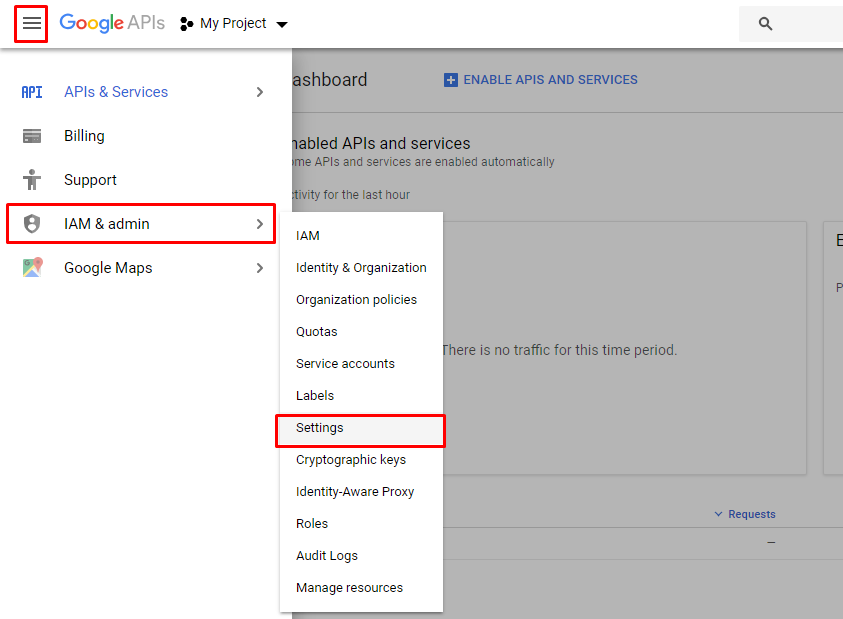 Google APIs
My Project
API
APIs & Services
Billing
Support
IAM & admin
Google Maps
IAM
Identity & Organization
Organization policies
Quotas
Service accounts
Labels
Settings
Cryptographic keys
Identity-Aware Proxy
Roles
Audit Logs
Manage resources
ashboard
ENABLE APIS AND SERVICES
nabled APIs and services
ome APIs and services are enabled automatically
ctivity for the last hour
There is no traffic for this time period.
E
P
Requests
–